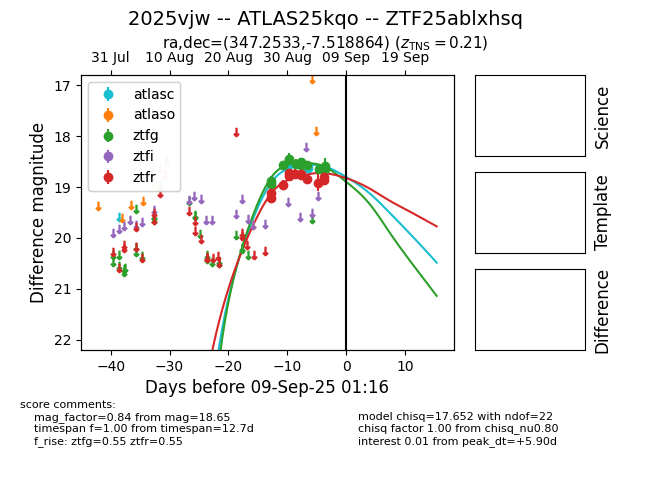 2025vjw -- ATLAS25kqo -- ZTF25ablxhsq
ra,dec=(347.2533,-7.518864) (z_TNS = 0.21)
31 Jul 10 Aug 20 Aug 30 Aug 09 Sep 19 Sep
17
18
19
20
21
22
Difference magnitude
atlasc
atlaso
ztfg
ztfi
ztfr
−40 −30 −20 −10 0 10
Days before 09-Sep-25 01:16
Science
Template
Difference
score comments:
mag_factor=0.84 from mag=18.65
timespan f=1.00 from timespan=12.7d
f_rise: ztfg=0.55 ztfr=0.55
model chisq=17.652 with ndof=22
chisq factor 1.00 from chisq_nu0.80
interest 0.01 from peak_dt=+5.90d